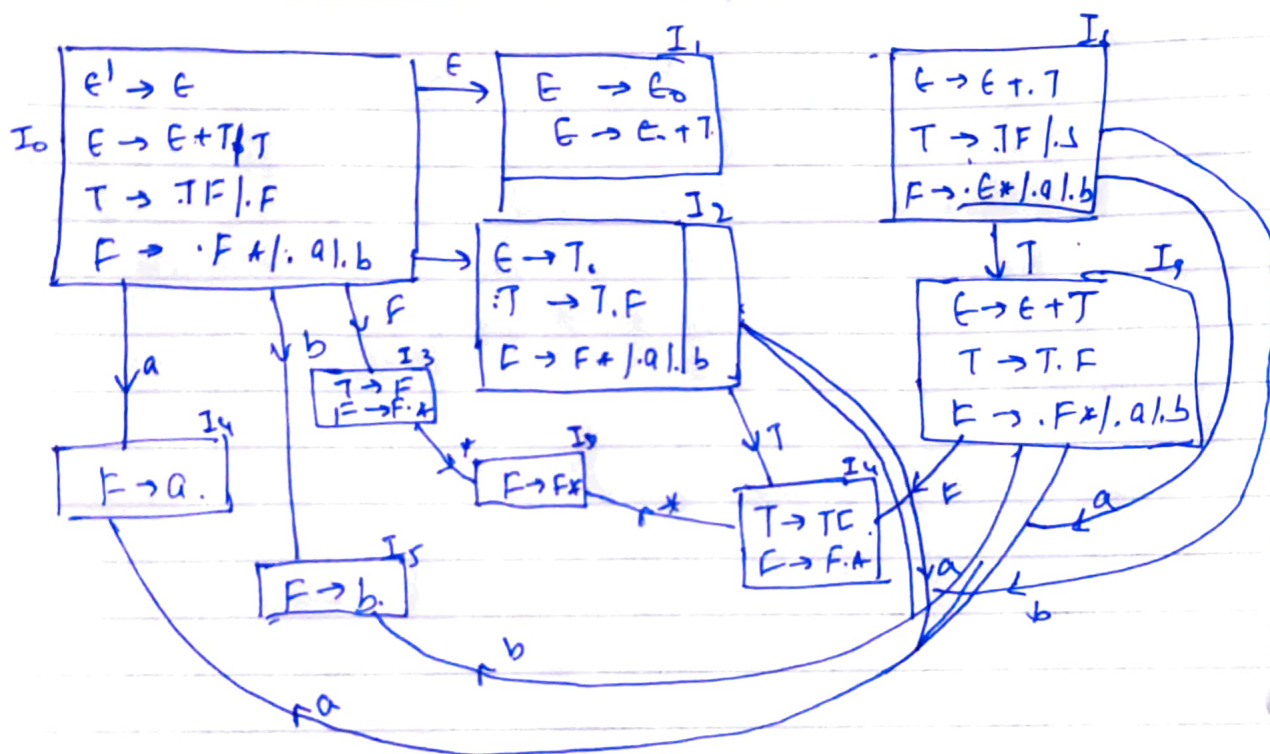 I₀
E' → E
E → E+T/T
T → .TF/.F
F → .F*/.a/.b
E
I₁
E → E.
E → E.+T.
I2
E → T.
:T → T.F
F → F*/.a/.b
I₆
E → E+.T
T → .TF/.s
F → .E*/.a/.b
T
I₉
E → E+T
T → T.F
F → .F*/.a/.b
a
b
F
I3
T → F
F → F.*
I₄
F → a.
*
F → F*
*
T
I₄
T → TF.
F → F.*
F
a
a
b
I₅
F → b.
b
a